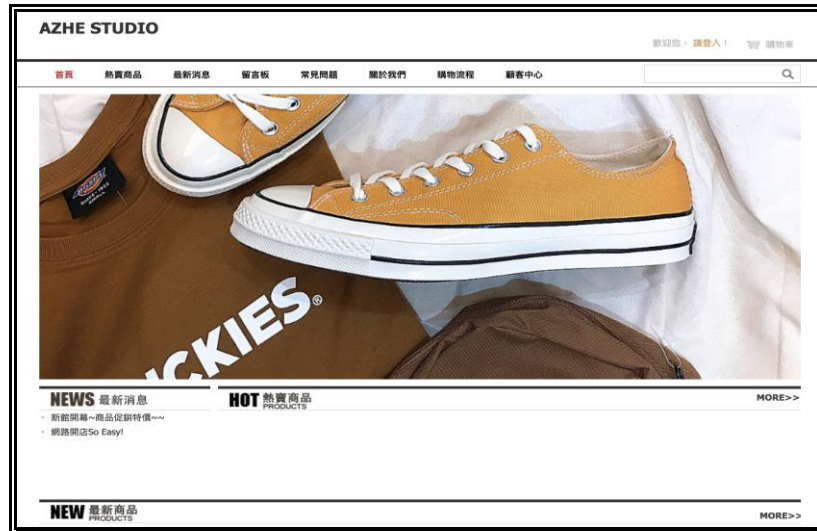 AZHE STUDIO
歡迎您，請登入！ 購物車
首頁 熱賣商品 最新消息 留言板 常見問題 關於我們 購物流程 顧客中心
Dickies
SMALL
CKIES®
NEWS 最新消息
HOT 熱賣商品 PRODUCTS MORE>>
新館開幕~商品促銷特價~~
網路開店So Easy!
NEW 最新商品 PRODUCTS MORE>>